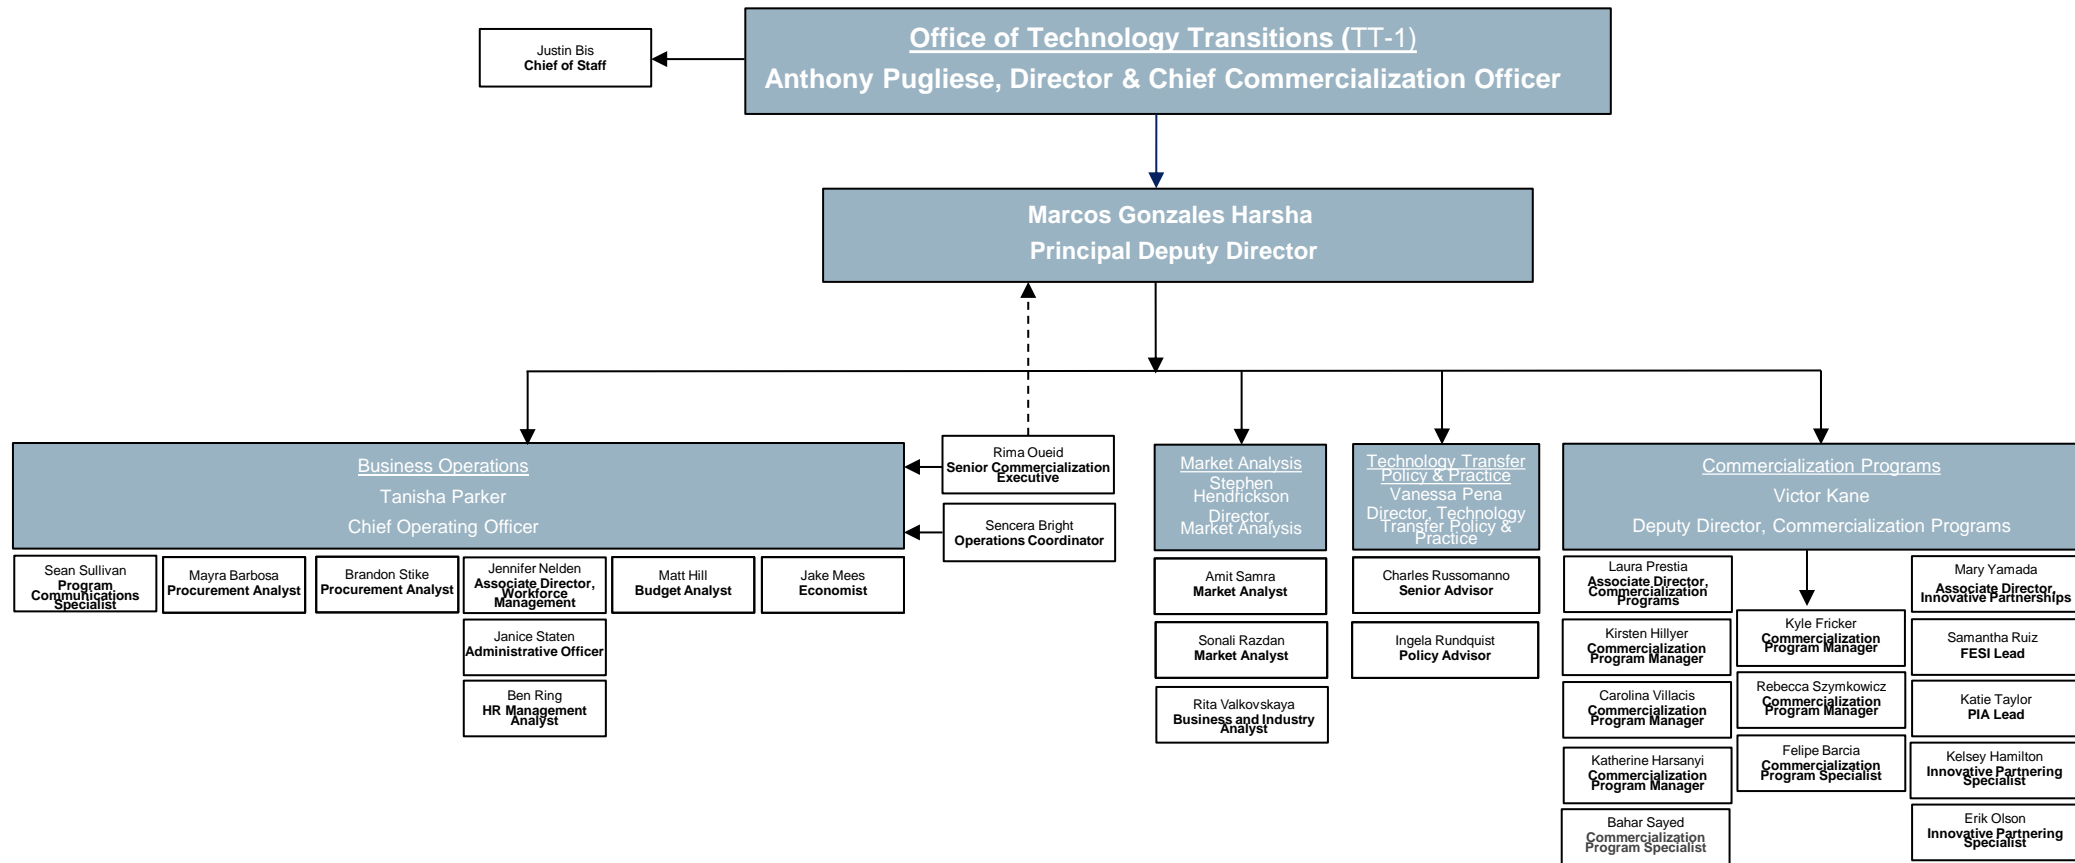 Office of Technology Transitions (TT-1)
Anthony Pugliese, Director & Chief Commercialization Officer
Justin Bis
Chief of Staff
Marcos Gonzales Harsha
Principal Deputy Director
Business Operations
Tanisha Parker
Chief Operating Officer
Rima Oueid
Senior Commercialization
Executive
Sencera Bright
Operations Coordinator
Market Analysis
Stephen
Hendrickson
Director,
Market Analysis
Technology Transfer
Policy & Practice
Vanessa Pena
Director, Technology
Transfer Policy &
Practice
Commercialization Programs
Victor Kane
Deputy Director, Commercialization Programs
Sean Sullivan
Program
Communications
Specialist
Mayra Barbosa
Procurement Analyst
Brandon Stike
Procurement Analyst
Jennifer Nelden
Associate Director,
Workforce
Management
Janice Staten
Administrative Officer
Ben Ring
HR Management
Analyst
Matt Hill
Budget Analyst
Jake Mees
Economist
Amit Samra
Market Analyst
Sonali Razdan
Market Analyst
Rita Valkovskaya
Business and Industry
Analyst
Charles Russomanno
Senior Advisor
Ingela Rundquist
Policy Advisor
Laura Prestia
Associate Director,
Commercialization
Programs
Kirsten Hillyer
Commercialization
Program Manager
Carolina Villacis
Commercialization
Program Manager
Katherine Harsanyi
Commercialization
Program Manager
Bahar Sayed
Commercialization
Program Specialist
Kyle Fricker
Commercialization
Program Manager
Rebecca Szymkowicz
Commercialization
Program Manager
Felipe Barcia
Commercialization
Program Specialist
Mary Yamada
Associate Director,
Innovative Partnerships
Samantha Ruiz
FESI Lead
Katie Taylor
PIA Lead
Kelsey Hamilton
Innovative Partnering
Specialist
Erik Olson
Innovative Partnering
Specialist